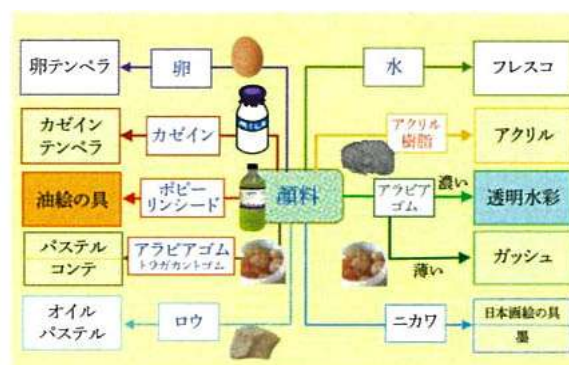 卵テンペラ
卵
水
フレスコ
カゼイン
テンペラ
カゼイン
MILK
アクリル
樹脂
アクリル
油絵の具
ポピー
リンシード
顔料
アラビア
ゴム
濃い
透明水彩
パステル
コンテ
アラビアゴム
トラガカントゴム
薄い
ガッシュ
オイル
パステル
ロウ
ニカワ
日本画絵の具
墨